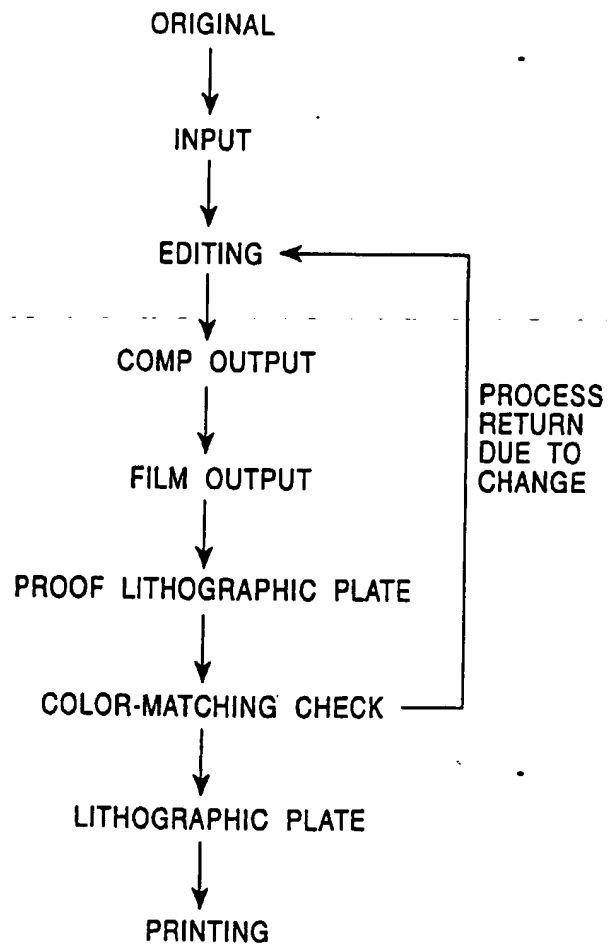 ORIGINAL
INPUT
EDITING
COMP OUTPUT
PROCESS
RETURN
DUE TO
CHANGE
FILM OUTPUT
PROOF LITHOGRAPHIC PLATE
COLOR-MATCHING CHECK
LITHOGRAPHIC PLATE
PRINTING